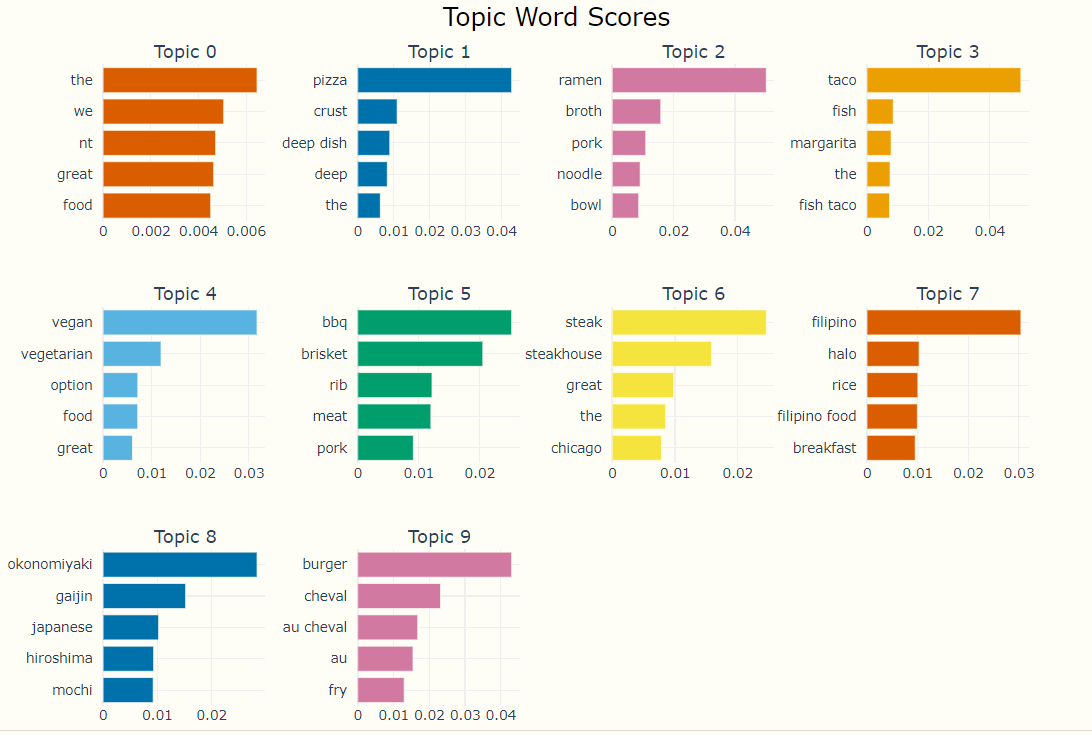 Topic Word Scores
Topic 0
the
we
nt
great
food
0 0.002 0.004 0.006
Topic 1
pizza
crust
deep dish
deep
the
0 0.01 0.02 0.03 0.04
Topic 2
ramen
broth
pork
noodle
bowl
0 0.02 0.04
Topic 3
taco
fish
margarita
the
fish taco
0 0.02 0.04
Topic 4
vegan
vegetarian
option
food
great
0 0.01 0.02 0.03
Topic 5
bbq
brisket
rib
meat
pork
0 0.01 0.02
Topic 6
steak
steakhouse
great
the
chicago
0 0.01 0.02
Topic 7
filipino
halo
rice
filipino food
breakfast
0 0.01 0.02 0.03
Topic 8
okonomiyaki
gaijin
japanese
hiroshima
mochi
0 0.01 0.02
Topic 9
burger
cheval
au cheval
au
fry
0 0.01 0.02 0.03 0.04